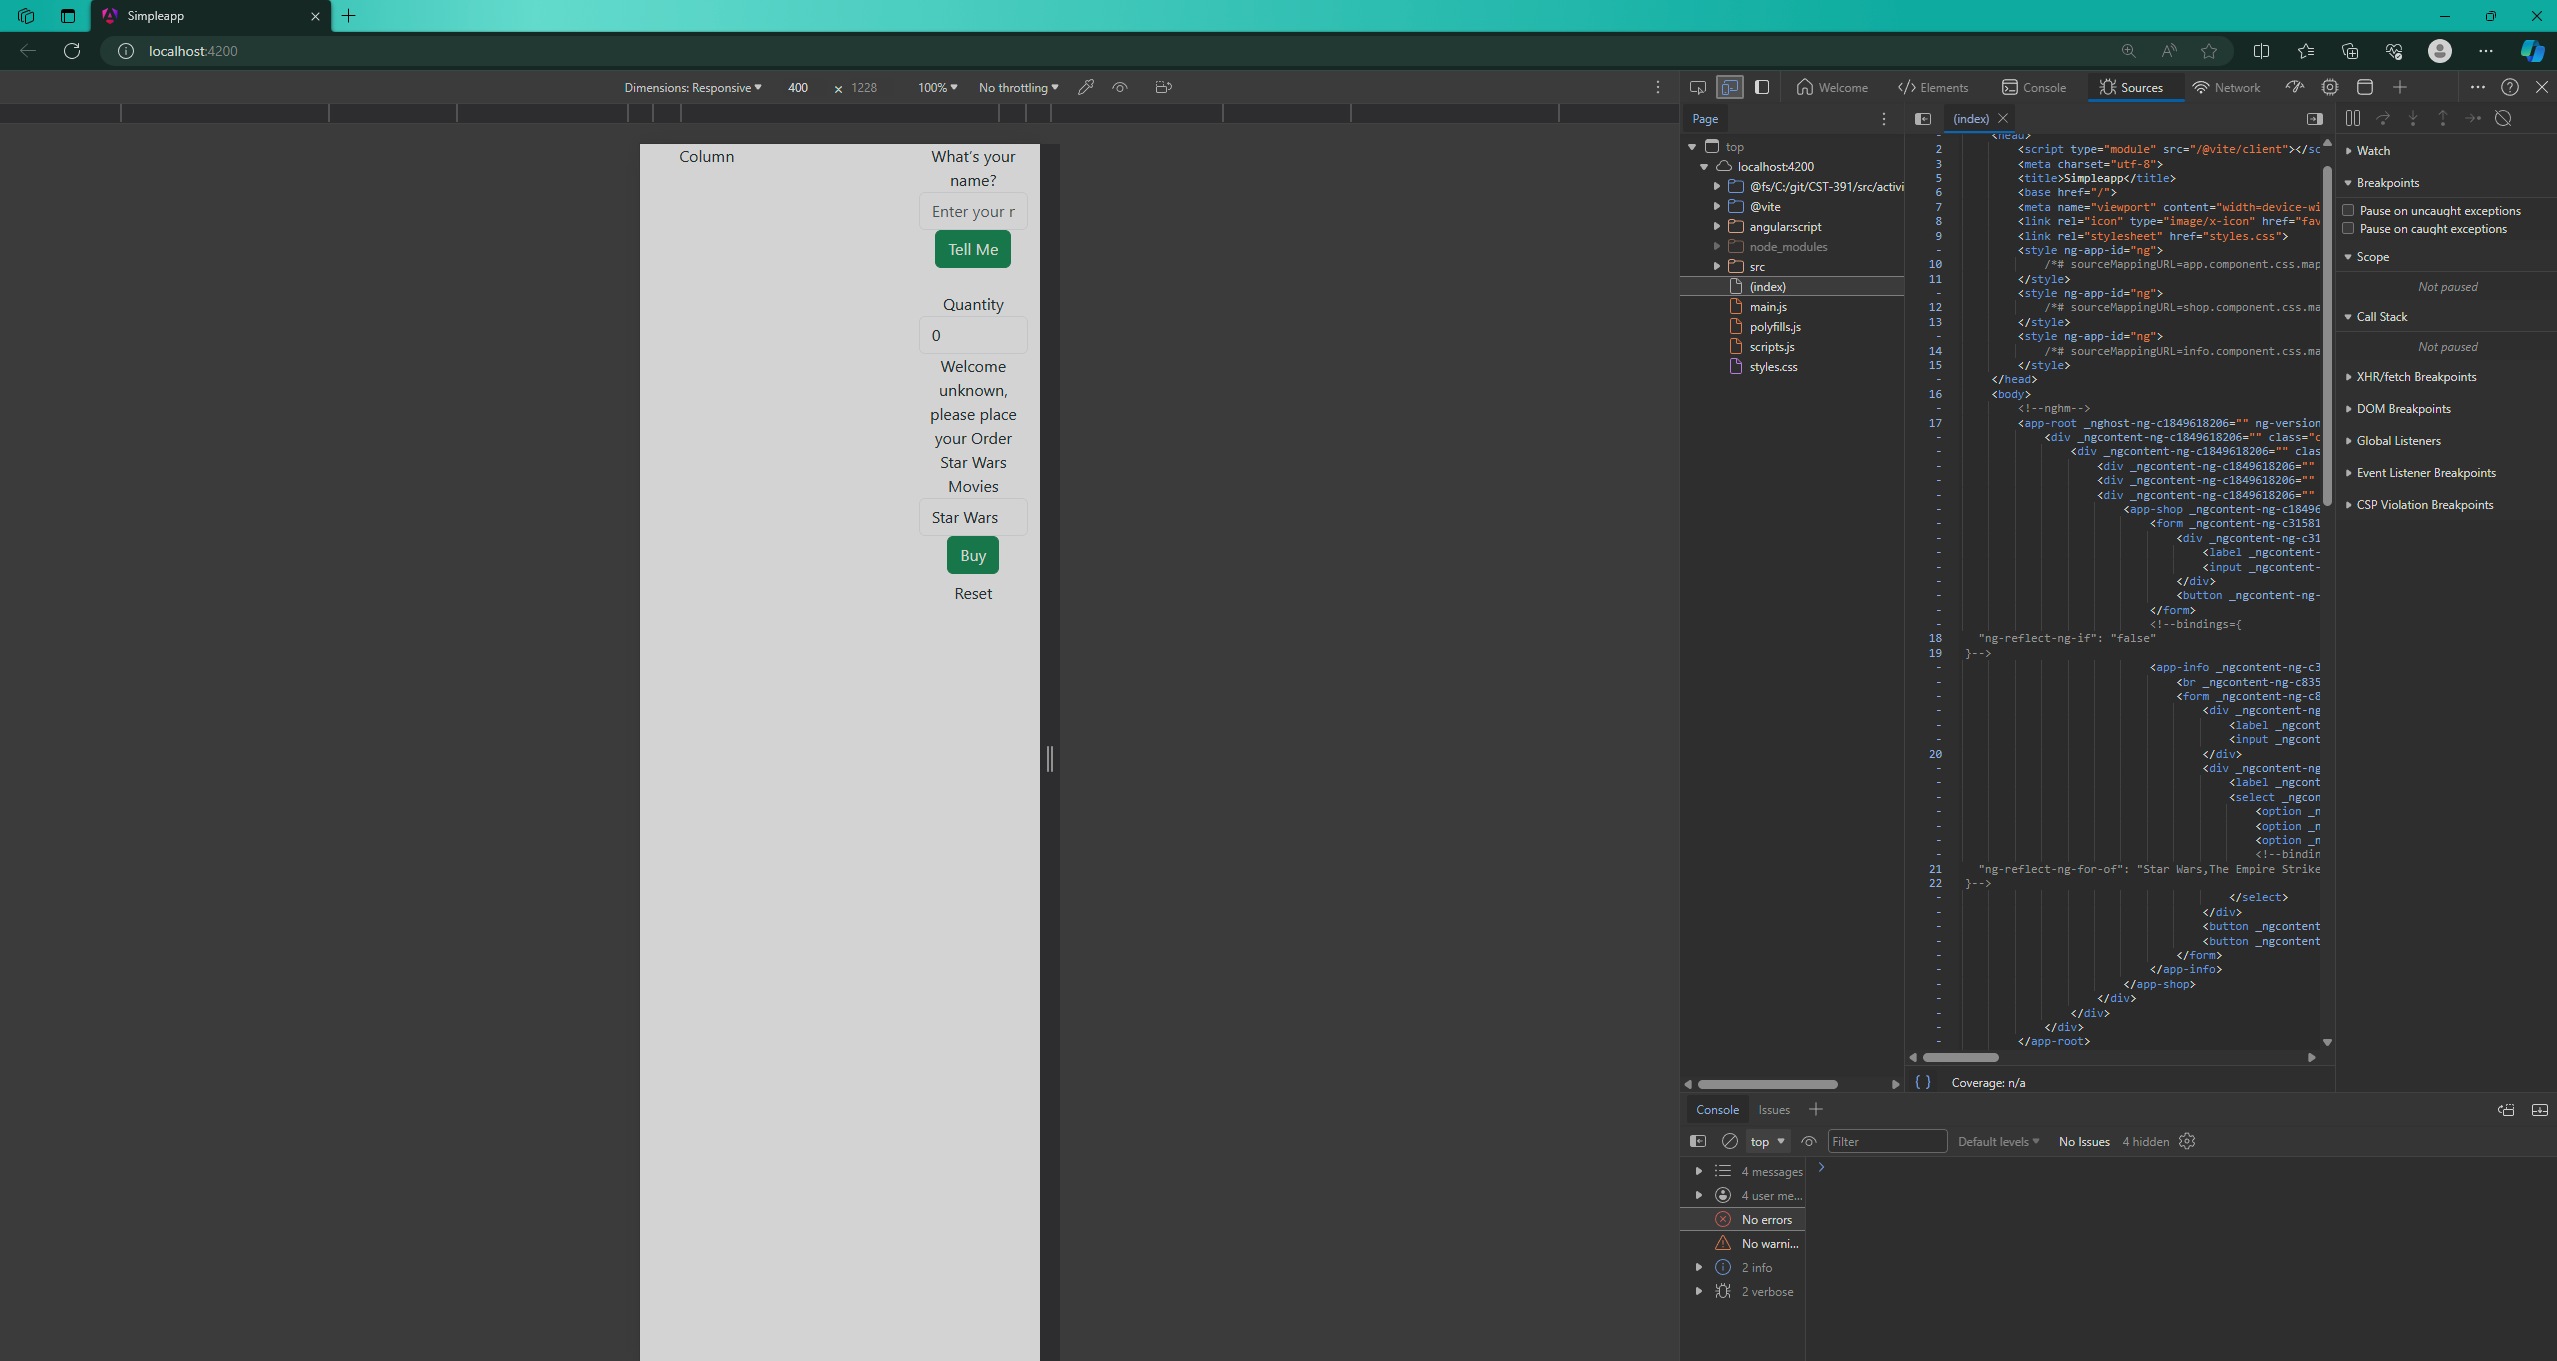 Simpleapp
localhost:4200
Dimensions: Responsive 400 × 1228 100% No throttling
Welcome Elements Console Sources Network
Page
top
localhost:4200
@fs/C:/git/CST-391/src/activi
@vite
angular:script
node_modules
src
(index)
main.js
polyfills.js
scripts.js
styles.css
Column
What's your
name?
Enter your r
Tell Me
Quantity
0
Welcome
unknown,
please place
your Order
Star Wars
Movies
Star Wars
Buy
Reset
(index)
- <head>
2 <script type="module" src="/@vite/client"></sc
3 <meta charset="utf-8">
5 <title>Simpleapp</title>
6 <base href="/">
7 <meta name="viewport" content="width=device-wi
8 <link rel="icon" type="image/x-icon" href="fav
9 <link rel="stylesheet" href="styles.css">
- <style ng-app-id="ng">
10 /*# sourceMappingURL=app.component.css.map
11 </style>
- <style ng-app-id="ng">
12 /*# sourceMappingURL=shop.component.css.ma
13 </style>
- <style ng-app-id="ng">
14 /*# sourceMappingURL=info.component.css.ma
15 </style>
- </head>
16 <body>
- <!--nghm-->
17 <app-root _nghost-ng-c1849618206="" ng-version
- <div _ngcontent-ng-c1849618206="" class="c
- <div _ngcontent-ng-c1849618206="" clas
- <div _ngcontent-ng-c1849618206=""
- <div _ngcontent-ng-c1849618206=""
- <div _ngcontent-ng-c1849618206=""
- <app-shop _ngcontent-ng-c18496
- <form _ngcontent-ng-c31581
- <div _ngcontent-ng-c31
- <label _ngcontent-
- <input _ngcontent-
- </div>
- <button _ngcontent-ng-
- </form>
- <!--bindings={
18 "ng-reflect-ng-if": "false"
19 }-->
- <app-info _ngcontent-ng-c3
- <br _ngcontent-ng-c835
- <form _ngcontent-ng-c8
- <div _ngcontent-ng
- <label _ngcont
- <input _ngcont
20 </div>
- <div _ngcontent-ng
- <label _ngcont
- <select _ngcon
- <option _n
- <option _n
- <option _n
- <!--bindin
21 "ng-reflect-ng-for-of": "Star Wars,The Empire Strike
22 }-->
- </select>
- </div>
- <button _ngcontent
- <button _ngcontent
- </form>
- </app-info>
- </app-shop>
- </div>
- </div>
- </div>
- </app-root>
{ } Coverage: n/a
Watch
Breakpoints
Pause on uncaught exceptions
Pause on caught exceptions
Scope
Not paused
Call Stack
Not paused
XHR/fetch Breakpoints
DOM Breakpoints
Global Listeners
Event Listener Breakpoints
CSP Violation Breakpoints
Console Issues
top Filter Default levels No Issues 4 hidden
4 messages
4 user me...
No errors
No warni...
2 info
2 verbose